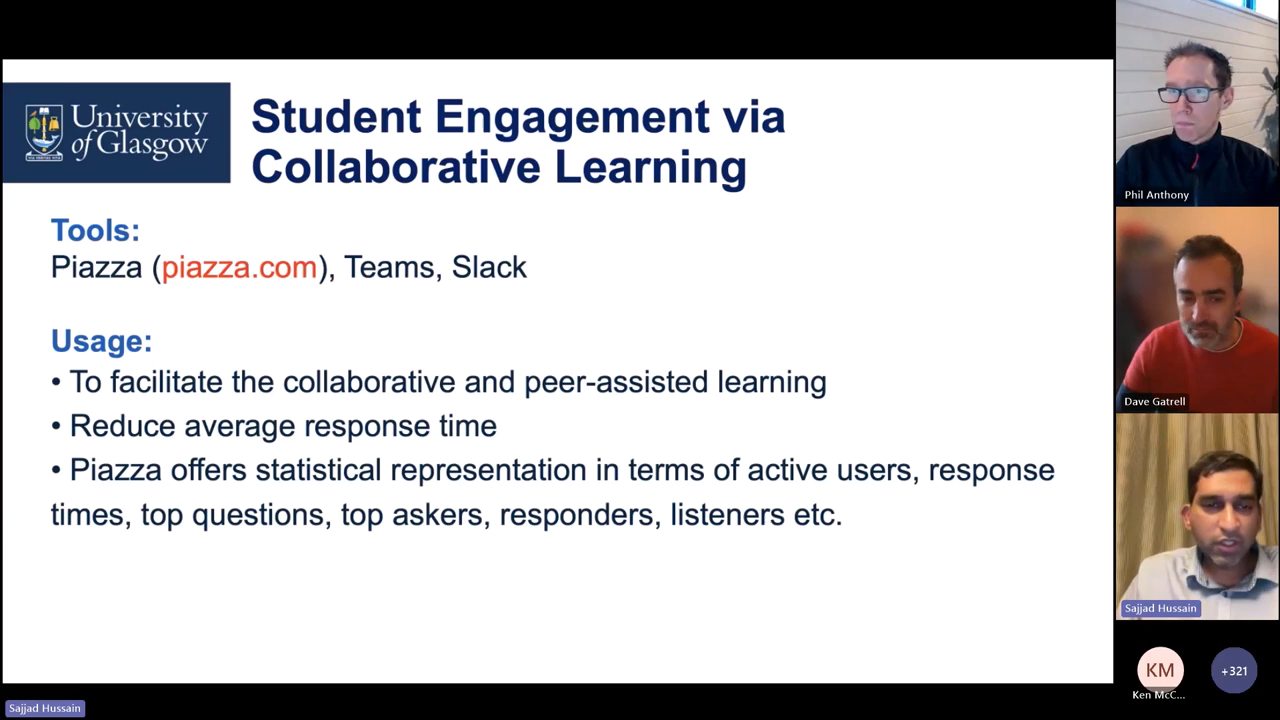 University
of Glasgow
VIA VERITAS VITA
Student Engagement via
Collaborative Learning
Tools:
Piazza (piazza.com), Teams, Slack
Usage:
• To facilitate the collaborative and peer-assisted learning
• Reduce average response time
• Piazza offers statistical representation in terms of active users, response
times, top questions, top askers, responders, listeners etc.
Phil Anthony
Dave Gatrell
Sajjad Hussain
KM
Ken McC...
+321
Sajjad Hussain